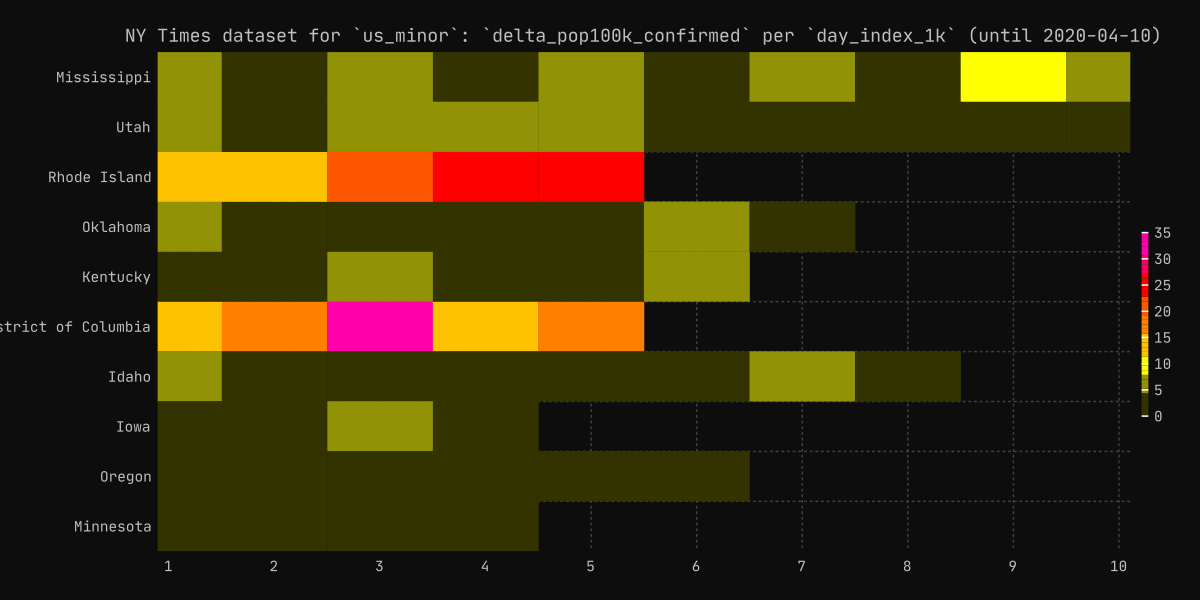 NY Times dataset for `us_minor`: `delta_pop100k_confirmed` per `day_index_1k` (until 2020-04-10)
Mississippi
Utah
Rhode Island
Oklahoma
Kentucky
strict of Columbia
Idaho
Iowa
Oregon
Minnesota
1 2 3 4 5 6 7 8 9 10
35
30
25
20
15
10
5
0